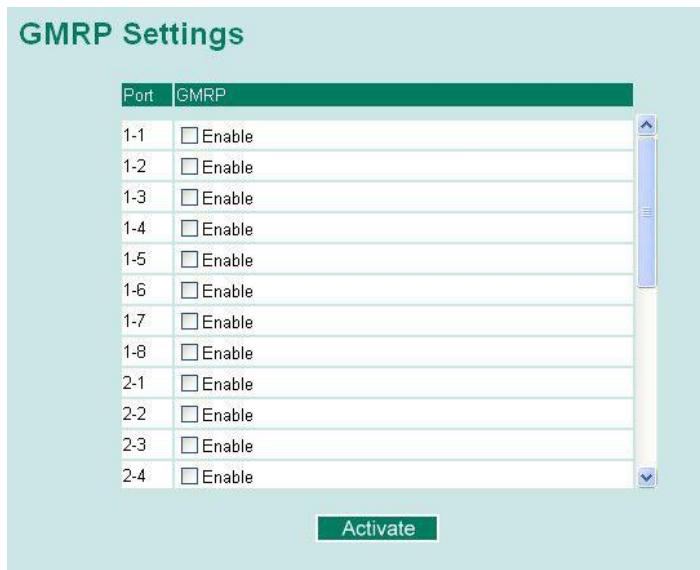 GMRP Settings
Port GMRP
1-1 Enable
1-2 Enable
1-3 Enable
1-4 Enable
1-5 Enable
1-6 Enable
1-7 Enable
1-8 Enable
2-1 Enable
2-2 Enable
2-3 Enable
2-4 Enable
Activate